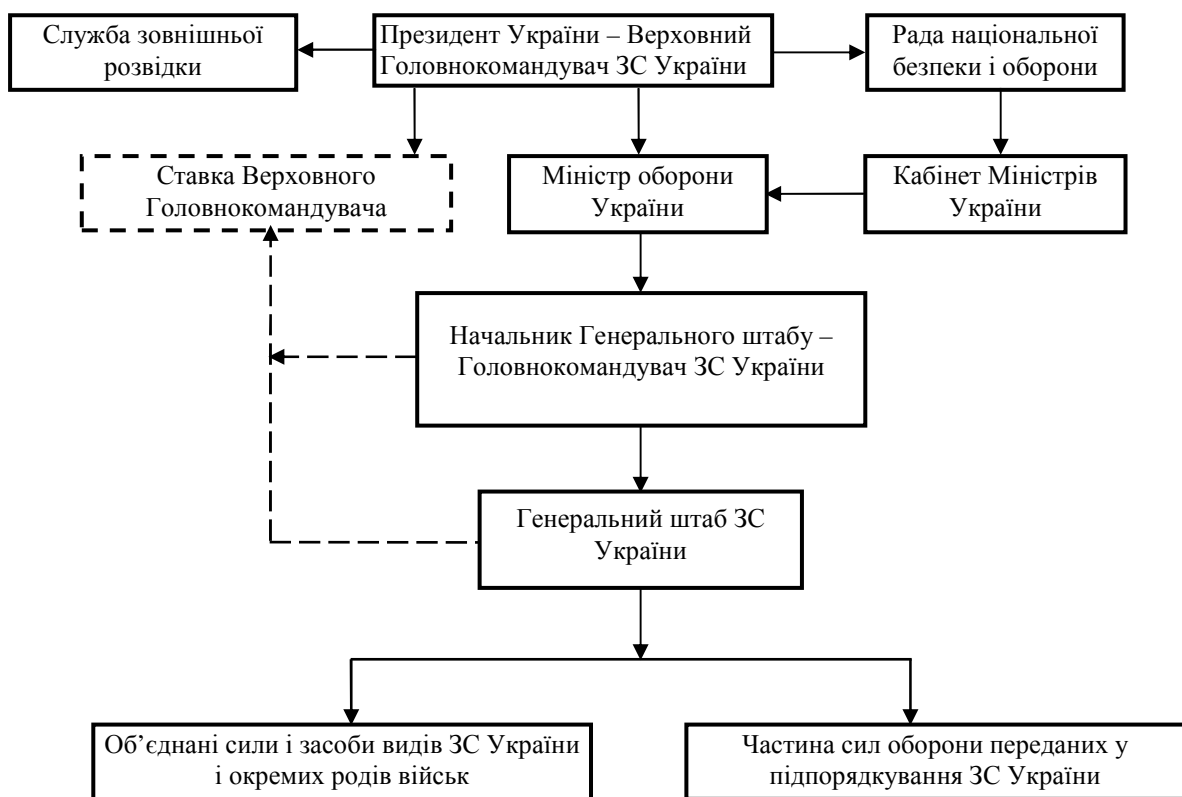 Служба зовнішньої
розвідки
Президент України – Верховний
Головнокомандувач ЗС України
Рада національної
безпеки і оборони
Ставка Верховного
Головнокомандувача
Міністр оборони
України
Кабінет Міністрів
України
Начальник Генерального штабу –
Головнокомандувач ЗС України
Генеральний штаб ЗС
України
Об’єднані сили і засоби видів ЗС України
і окремих родів військ
Частина сил оборони переданих у
підпорядкування ЗС України